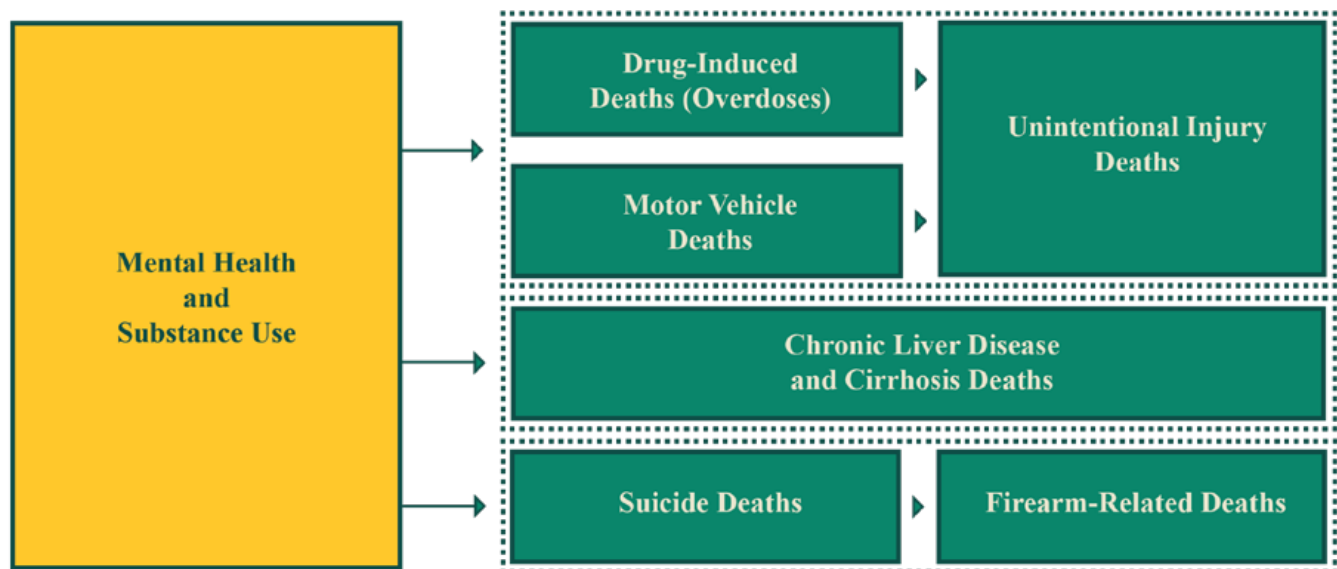 Mental Health
and
Substance Use
Drug-Induced
Deaths (Overdoses)
Motor Vehicle
Deaths
Unintentional Injury
Deaths
Chronic Liver Disease
and Cirrhosis Deaths
Suicide Deaths
Firearm-Related Deaths